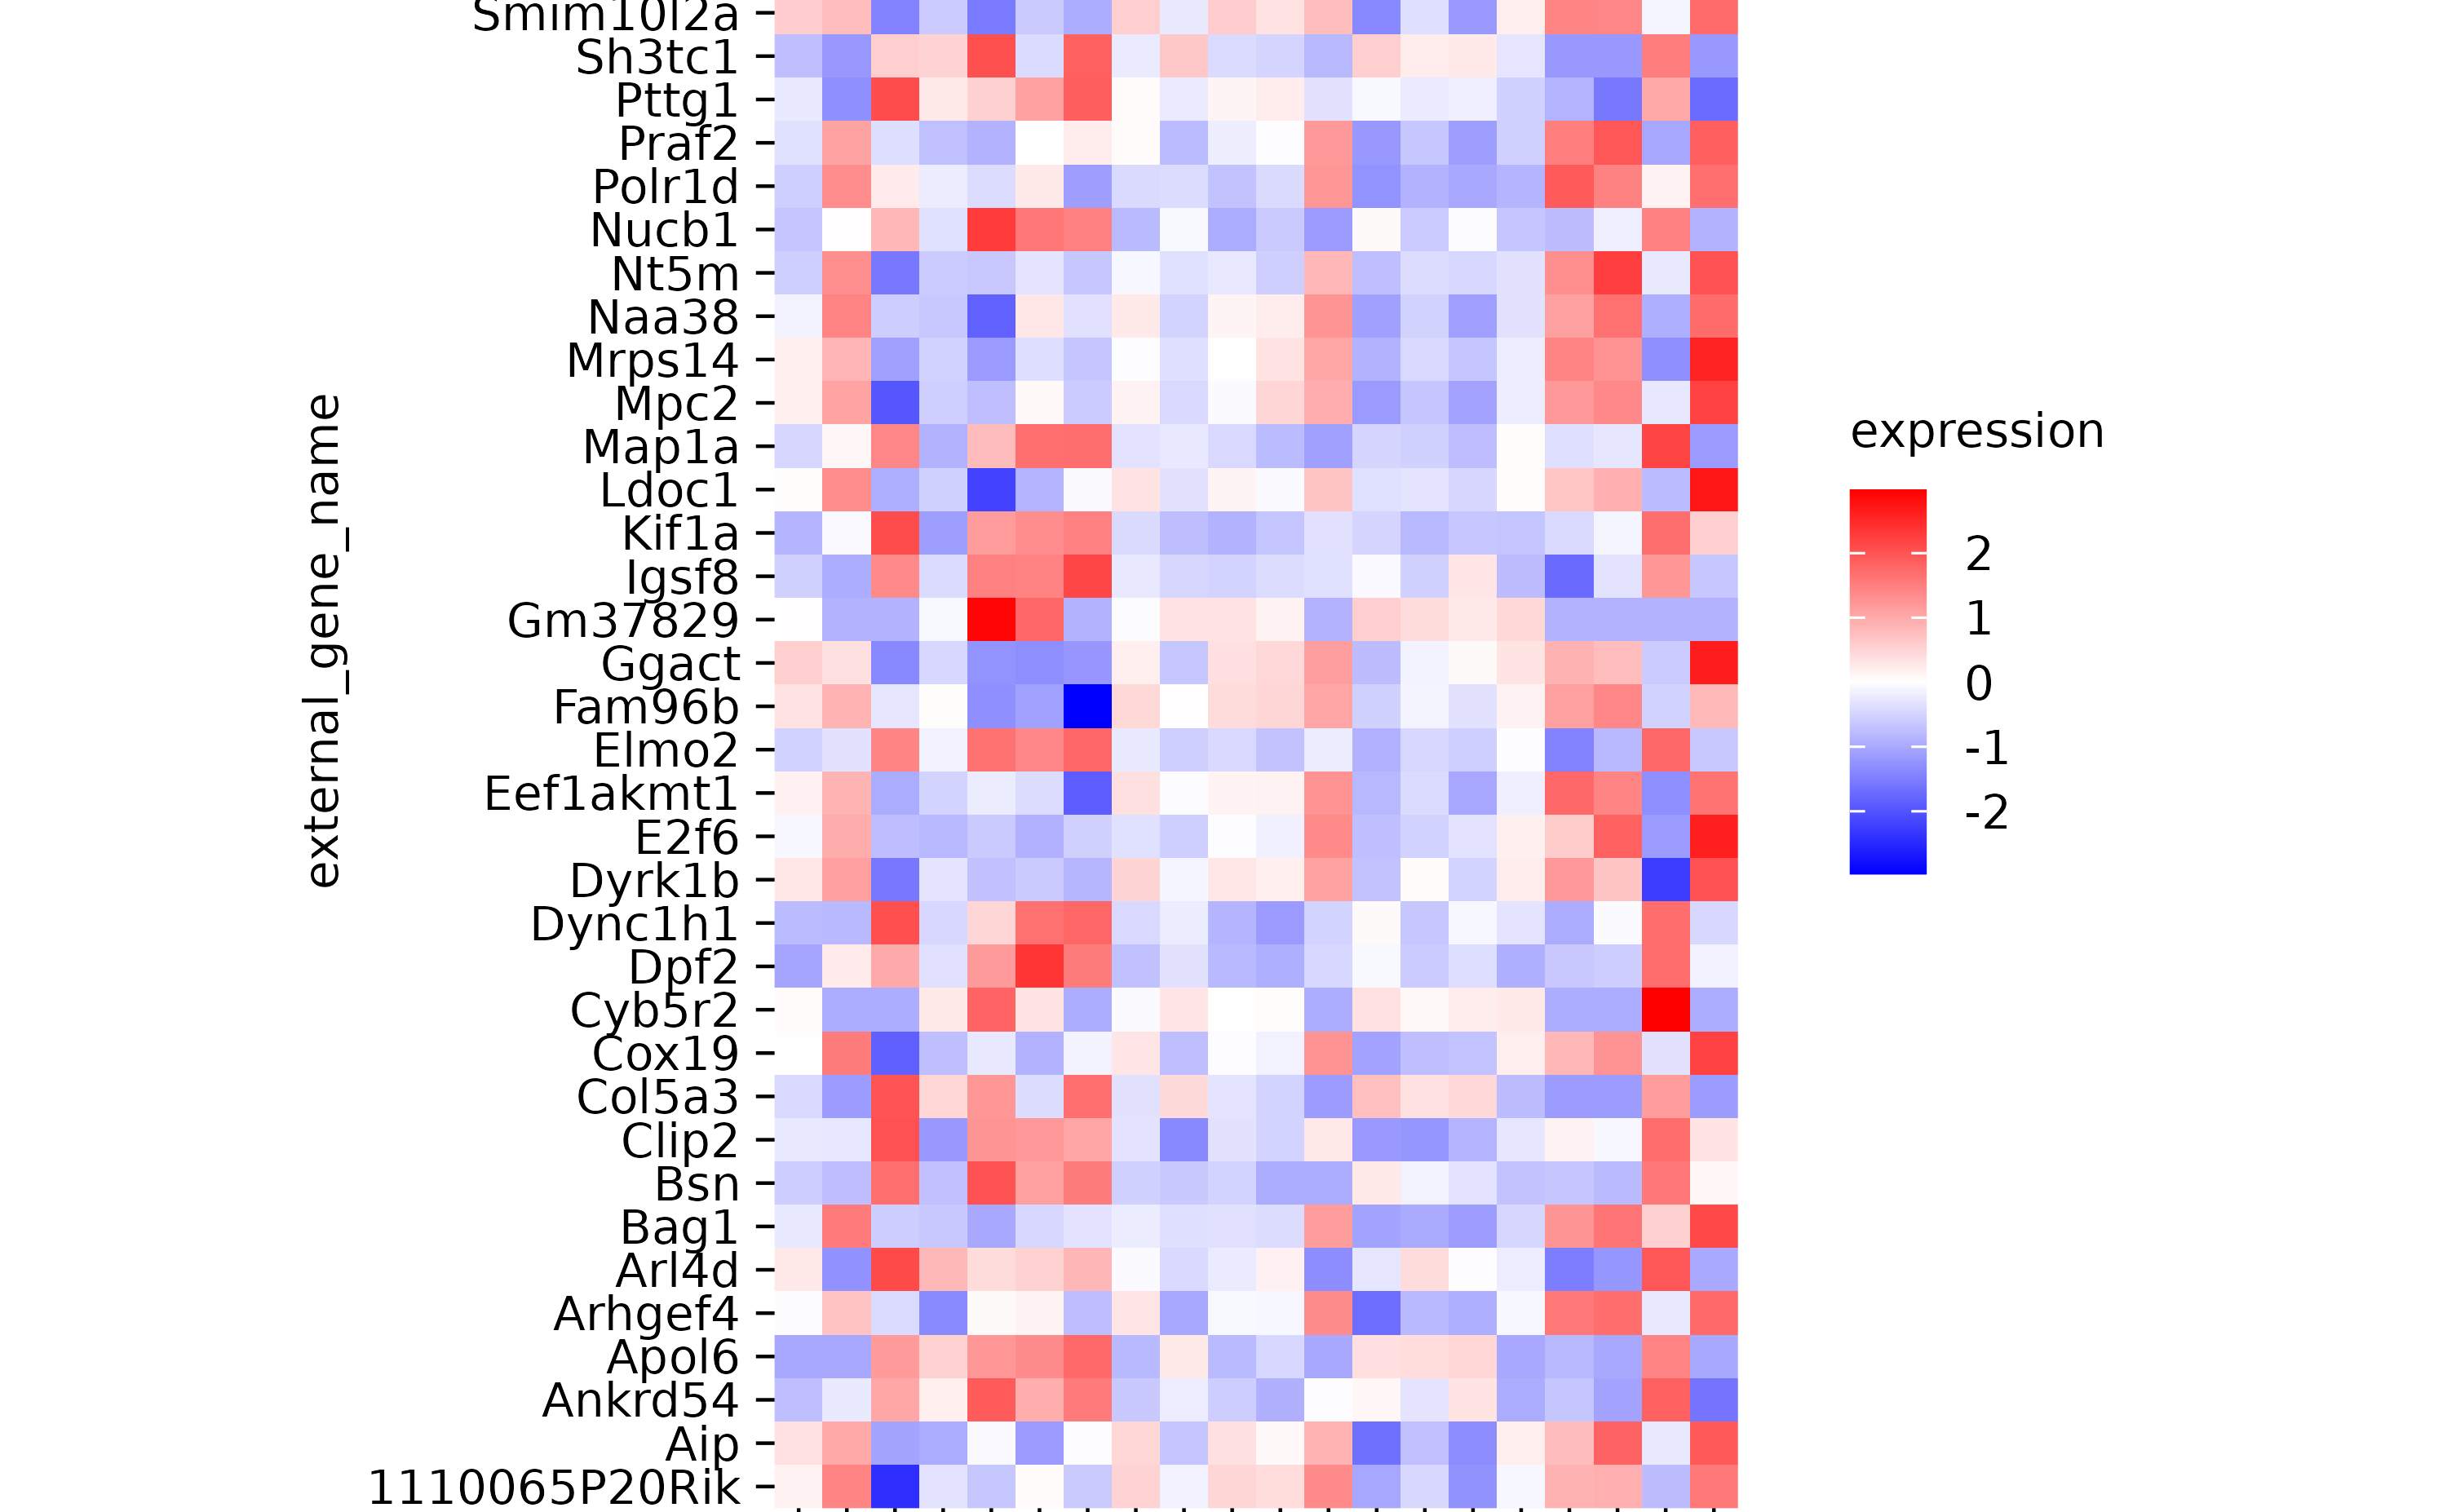 Smim10l2a
Sh3tc1
Pttg1
Praf2
Polr1d
Nucb1
Nt5m
Naa38
Mrps14
Mpc2
Map1a
Ldoc1
Kif1a
Igsf8
Gm37829
Ggact
Fam96b
Elmo2
Eef1akmt1
E2f6
Dyrk1b
Dync1h1
Dpf2
Cyb5r2
Cox19
Col5a3
Clip2
Bsn
Bag1
Arl4d
Arhgef4
Apol6
Ankrd54
Aip
1110065P20Rik
external_gene_name
expression
2
1
0
-1
-2